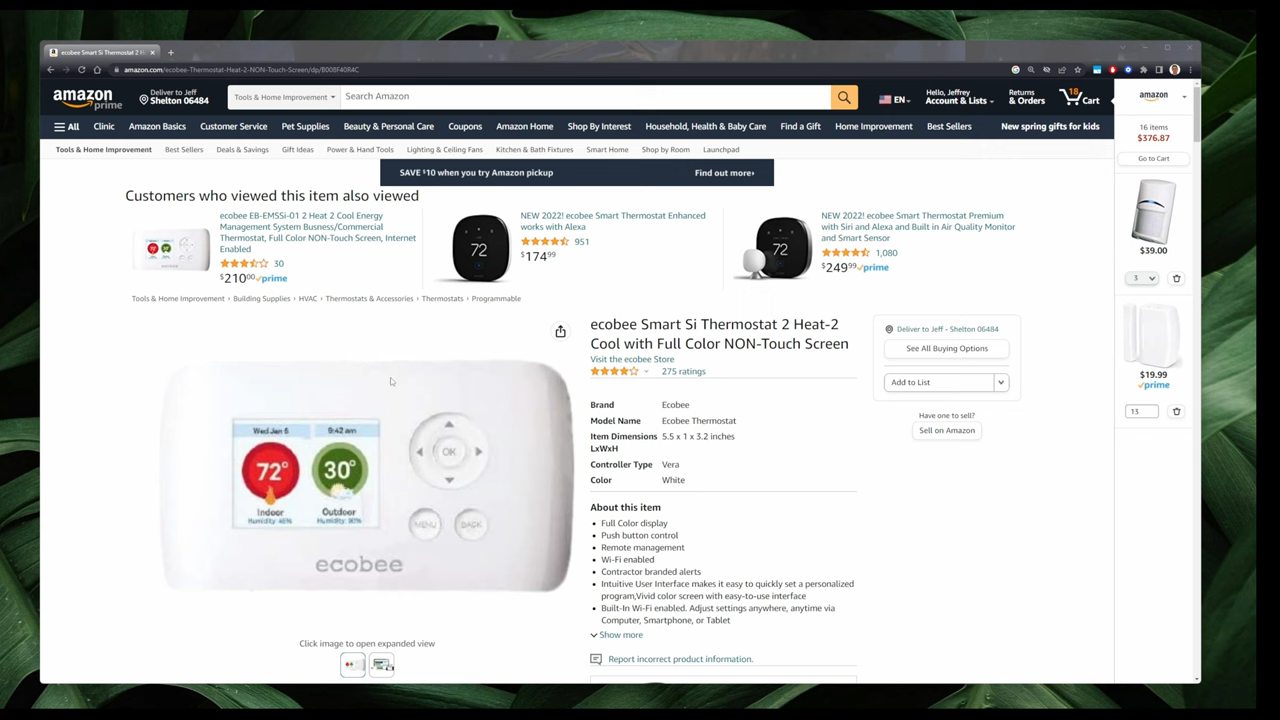 ecobee Smart Si Thermostat 2 H
amazon.com/ecobee-Thermostat-Heat-2-NON-Touch-Screen/dp/B008F40R4C
amazon
prime
Deliver to Jeff
Shelton 06484
Tools & Home Improvement
Search Amazon
EN
Hello, Jeffrey
Account & Lists
Returns
& Orders
18
Cart
All
Clinic
Amazon Basics
Customer Service
Pet Supplies
Beauty & Personal Care
Coupons
Amazon Home
Shop By Interest
Household, Health & Baby Care
Find a Gift
Home Improvement
Best Sellers
New spring gifts for kids
Tools & Home Improvement
Best Sellers
Deals & Savings
Gift Ideas
Power & Hand Tools
Lighting & Ceiling Fans
Kitchen & Bath Fixtures
Smart Home
Shop by Room
Launchpad
SAVE $10 when you try Amazon pickup
Find out more›
Customers who viewed this item also viewed
ecobee EB-EMSSi-01 2 Heat 2 Cool Energy
Management System Busness/Commercial
Thermostat, Full Color NON-Touch Screen, Internet
Enabled
30
$210.00 prime
72
NEW 2022! ecobee Smart Thermostat Enhanced
works with Alexa
951
$174.99
72
NEW 2022! ecobee Smart Thermostat Premium
with Siri and Alexa and Built in Air Quality Monitor
and Smart Sensor
1,080
$249.99 prime
Tools & Home Improvement › Building Supplies › HVAC › Thermostats & Accessories › Thermostats › Programmable
Wed Jan 6
9:42 am
72°
30°
Indoor
Outdoor
Humidity: 80%
OK
MENU
BACK
ecobee
Click image to open expanded view
ecobee Smart Si Thermostat 2 Heat-2
Cool with Full Color NON-Touch Screen
Visit the ecobee Store
275 ratings
Brand Ecobee
Model Name Ecobee Thermostat
Item Dimensions 5.5 x 1 x 3.2 inches
LxWxH
Controller Type Vera
Color White
About this item
• Full Color display
• Push button control
• Remote management
• Wi-Fi enabled
• Contractor branded alerts
• Intuitive User Interface makes it easy to quickly set a personalized
program,Vivid color screen with easy-to-use interface
• Built-In Wi-Fi enabled. Adjust settings anywhere, anytime via
Computer, Smartphone, or Tablet
Show more
Report incorrect product information.
Deliver to Jeff - Shelton 06484
See All Buying Options
Add to List
Have one to sell?
Sell on Amazon
amazon
16 items
$376.87
Go to Cart
$39.00
3
$19.99
prime
13